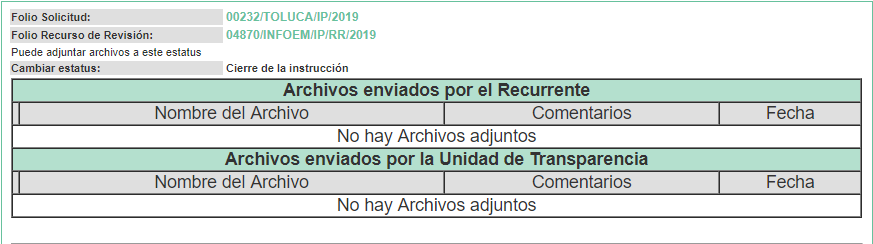 Folio Solicitud: 00232/TOLUCA/IP/2019
Folio Recurso de Revisión: 04870/INFOEM/IP/RR/2019
Puede adjuntar archivos a este estatus
Cambiar estatus: Cierre de la instrucción
Archivos enviados por el Recurrente
Nombre del Archivo Comentarios Fecha
No hay Archivos adjuntos
Archivos enviados por la Unidad de Transparencia
Nombre del Archivo Comentarios Fecha
No hay Archivos adjuntos